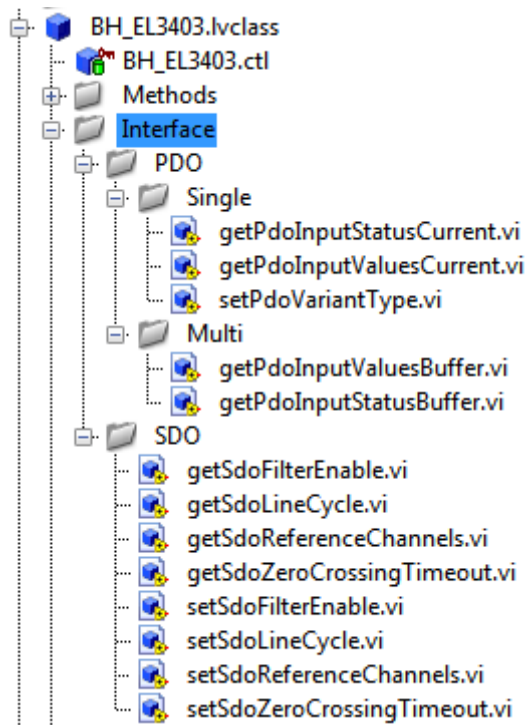 BH_EL3403.lvclass
BH_EL3403.ctl
Methods
Interface
PDO
Single
getPdoInputStatusCurrent.vi
getPdoInputValuesCurrent.vi
setPdoVariantType.vi
Multi
getPdoInputValuesBuffer.vi
getPdoInputStatusBuffer.vi
SDO
getSdoFilterEnable.vi
getSdoLineCycle.vi
getSdoReferenceChannels.vi
getSdoZeroCrossingTimeout.vi
setSdoFilterEnable.vi
setSdoLineCycle.vi
setSdoReferenceChannels.vi
setSdoZeroCrossingTimeout.vi